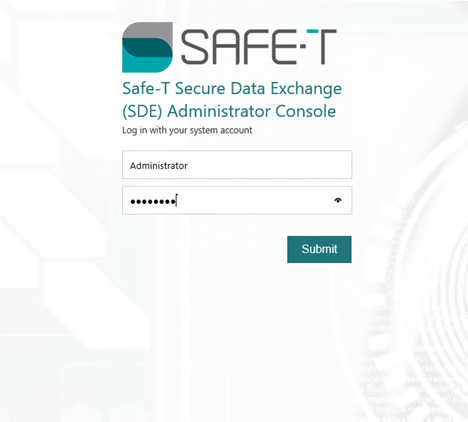 SAFE-T
Safe-T Secure Data Exchange
(SDE) Administrator Console
Log in with your system account
Administrator
••••••••
Submit